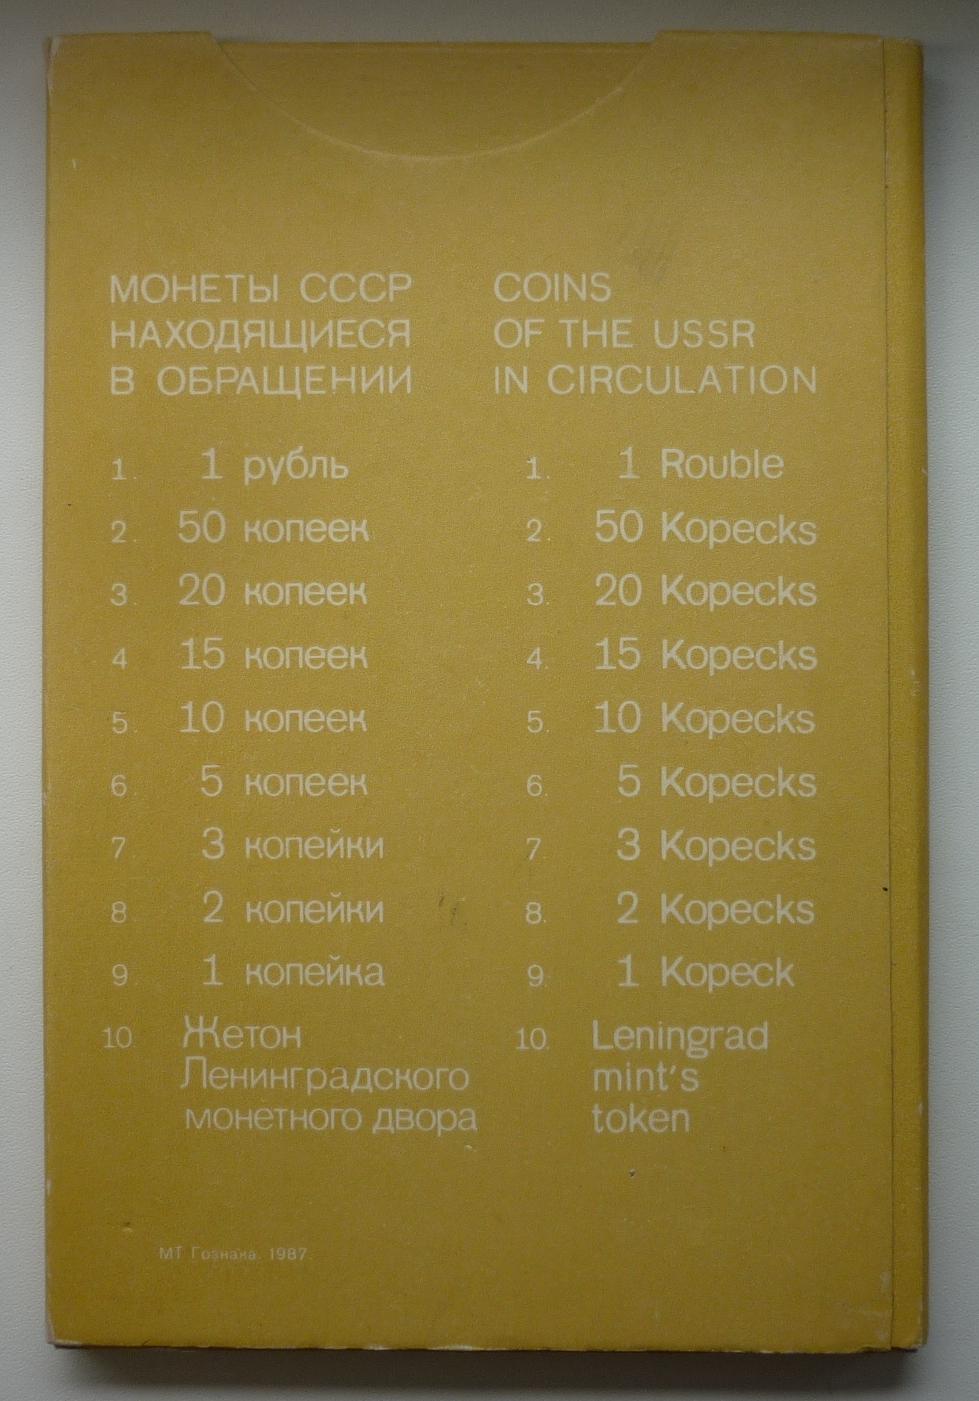 МОНЕТЫ СССР
НАХОДЯЩИЕСЯ
В ОБРАЩЕНИИ
1. 1 рубль
2. 50 копеек
3. 20 копеек
4 15 копеек
5. 10 копеек
6. 5 копеек
7 3 копейки
8. 2 копейки
9. 1 копейка
10 Жетон
Ленинградского
монетного двора
МТ Гознака. 1987.
COINS
OF THE USSR
IN CIRCULATION
1. 1 Rouble
2. 50 Kopecks
3. 20 Kopecks
4. 15 Kopecks
5. 10 Kopecks
6. 5 Kopecks
7. 3 Kopecks
8. 2 Kopecks
9. 1 Kopeck
10. Leningrad
mint's
token